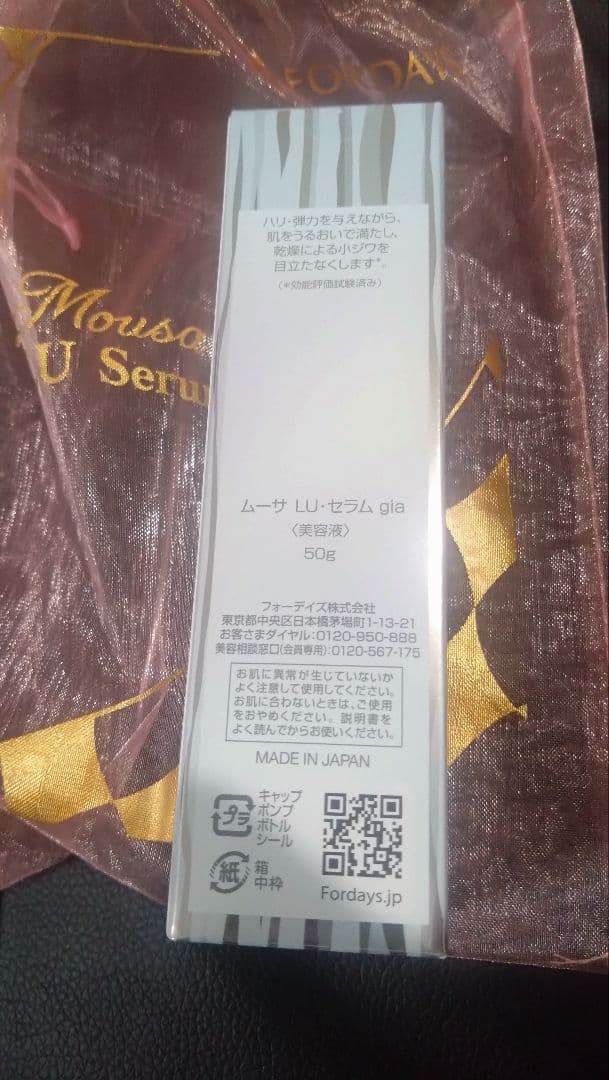 FORDAYS
Mousa
U Seru
ハリ・弾力を与えながら、
肌をうるおいで満たし、
乾燥による小ジワを
目立たなくします*。
〈*効能評価試験済み〉
ムーサ LU・セラム gia
〈美容液〉
50g
フォーデイズ株式会社
東京都中央区日本橋茅場町1-13-21
お客さまダイヤル:0120-950-888
美容相談窓口(会員専用):0120-567-175
お肌に異常が生じていないか
よく注意して使用してください。
お肌に合わないときは、ご使用
をおやめください。説明書を
よく読んでからお使いください。
MADE IN JAPAN
プラ
キャップ
ポンプ
ボトル
シール
紙
箱
中枠
Fordays.jp